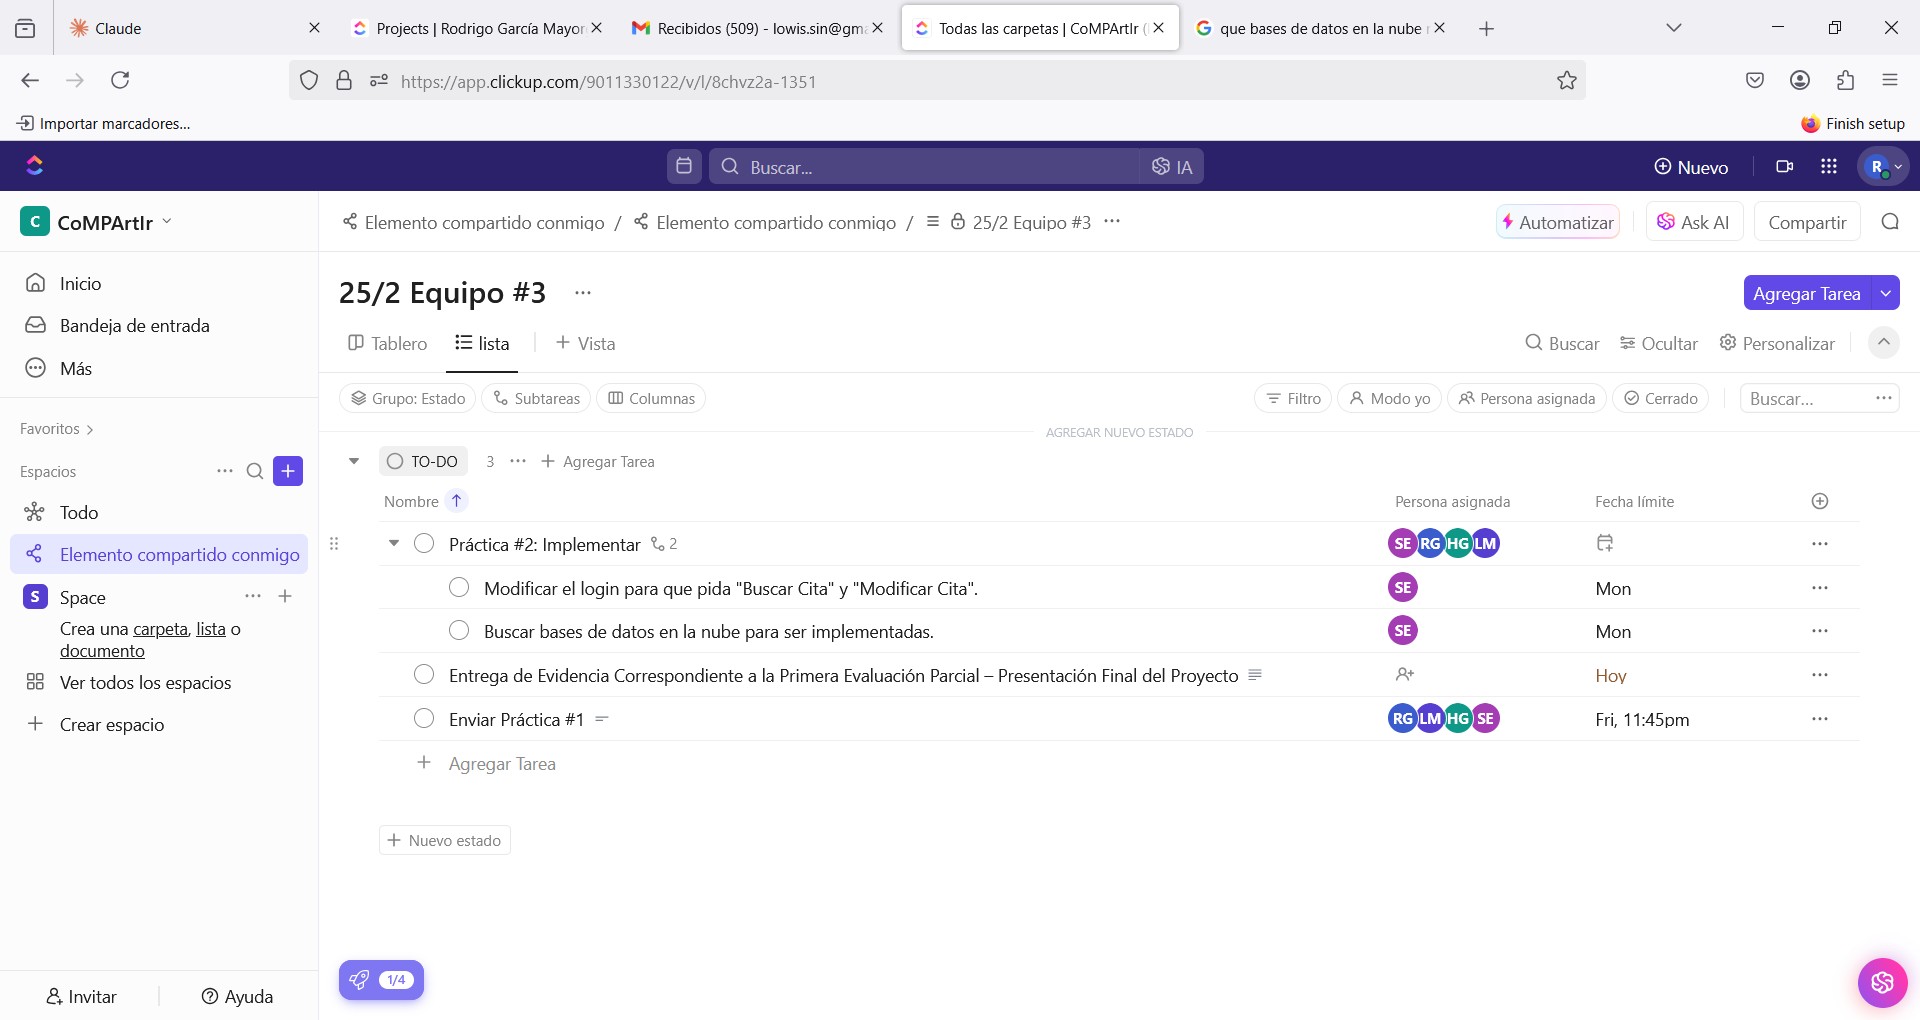 Claude
Projects | Rodrigo García Mayor
Recibidos (509) - lowis.sin@gma
Todas las carpetas | CoMPArtIr (
que bases de datos en la nube
https://app.clickup.com/9011330122/v/l/8chvz2a-1351
Importar marcadores...
Finish setup
Buscar...
IA
Nuevo
R
C CoMPArtIr
Elemento compartido conmigo / Elemento compartido conmigo / 25/2 Equipo #3 ...
Automatizar
Ask AI
Compartir
Inicio
Bandeja de entrada
Más
Favoritos
Espacios
Todo
Elemento compartido conmigo
S Space
Crea una carpeta, lista o
documento
Ver todos los espacios
Crear espacio
Invitar
Ayuda
25/2 Equipo #3 ...
Agregar Tarea
Tablero
lista
+ Vista
Buscar
Ocultar
Personalizar
Grupo: Estado
Subtareas
Columnas
Filtro
Modo yo
Persona asignada
Cerrado
Buscar...
AGREGAR NUEVO ESTADO
TO-DO 3 ... + Agregar Tarea
Nombre Persona asignada Fecha límite
Práctica #2: Implementar 2 SE RG HG LM
Modificar el login para que pida "Buscar Cita" y "Modificar Cita". SE Mon
Buscar bases de datos en la nube para ser implementadas. SE Mon
Entrega de Evidencia Correspondiente a la Primera Evaluación Parcial – Presentación Final del Proyecto Hoy
Enviar Práctica #1 RG LM HG SE Fri, 11:45pm
+ Agregar Tarea
+ Nuevo estado
1/4